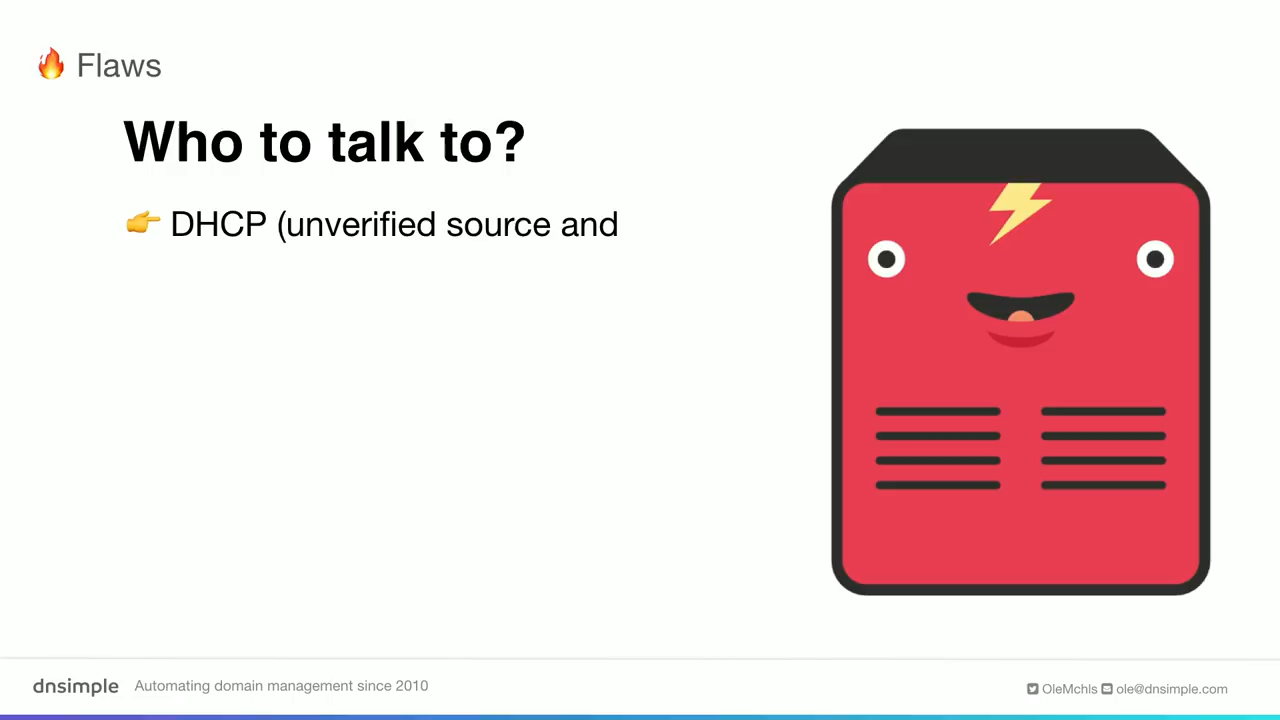 🔥 Flaws
Who to talk to?
👉 DHCP (unverified source and
dnsimple Automating domain management since 2010
OleMchls ole@dnsimple.com